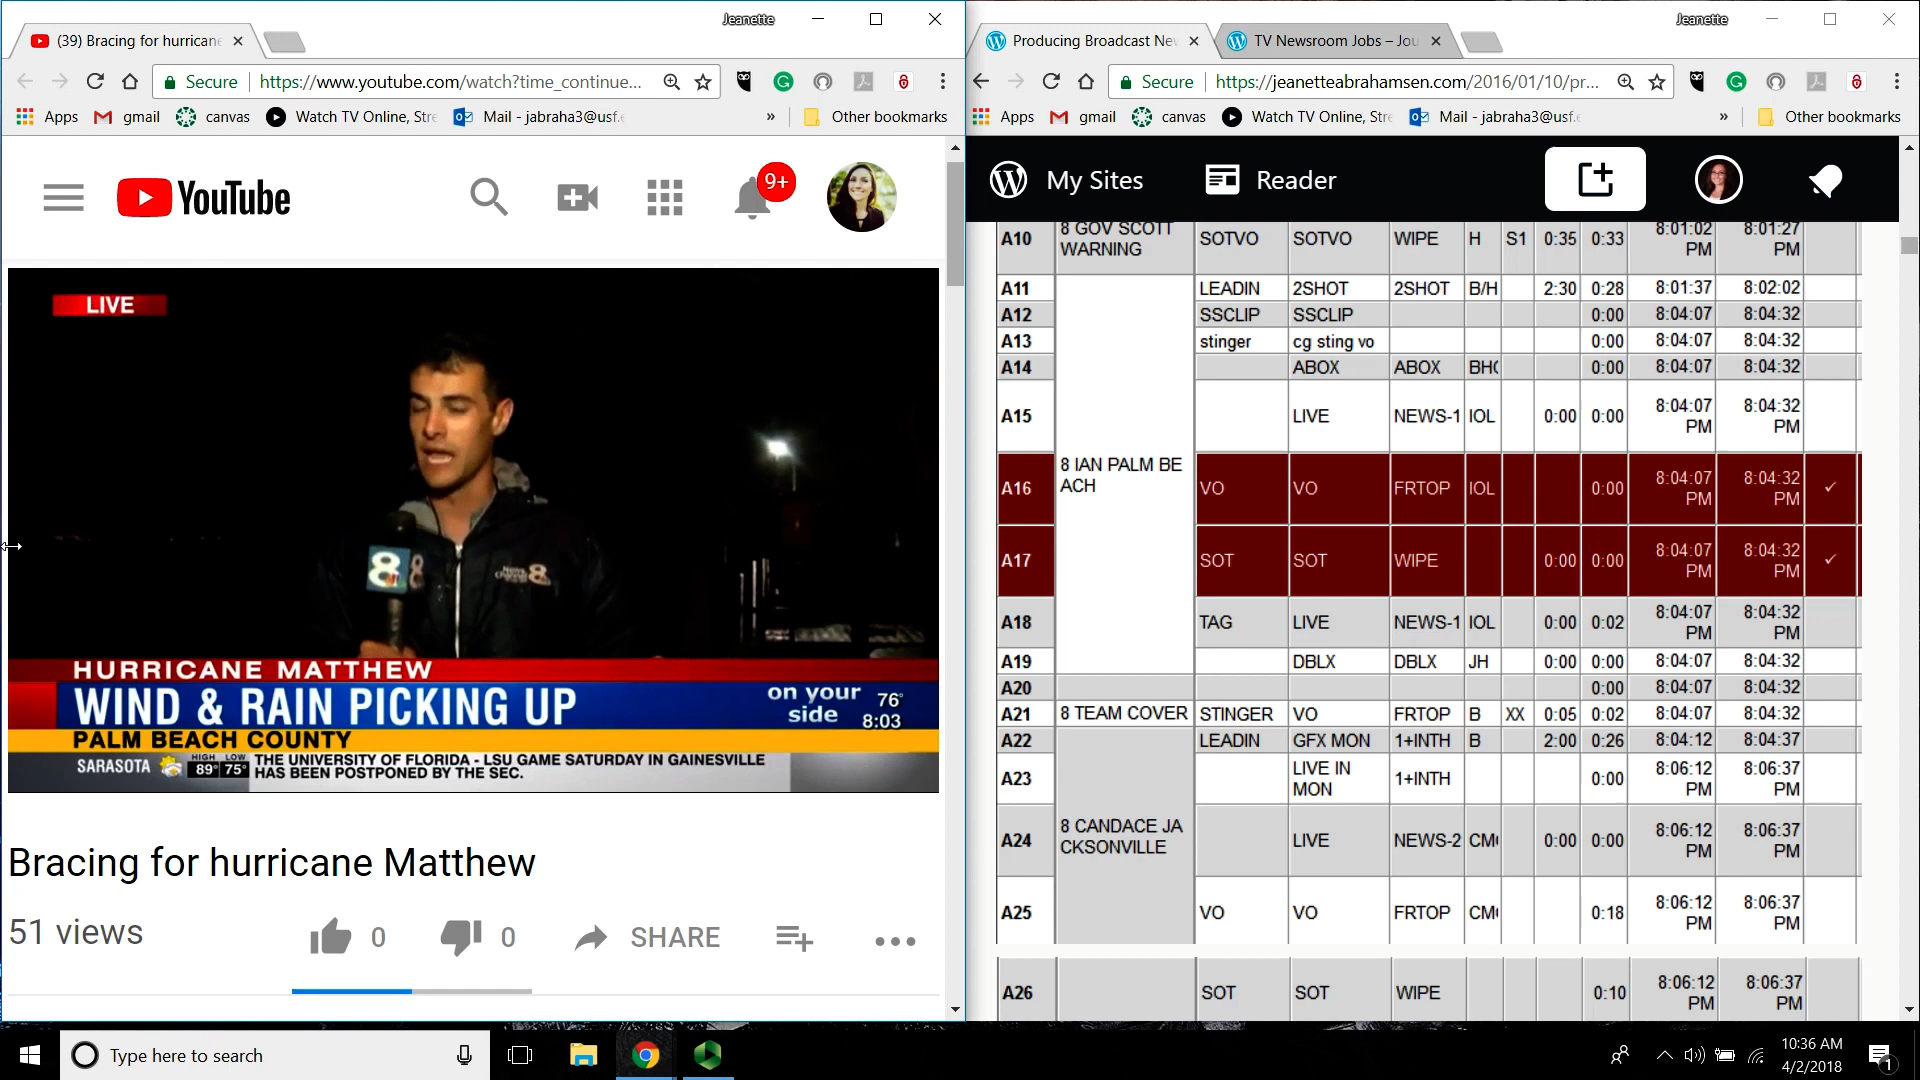 Jeanette
(39) Bracing for hurricane
Secure https://www.youtube.com/watch?time_continue...
Apps gmail canvas Watch TV Online, Stre Mail - jabraha3@usf.e » Other bookmarks
YouTube 9+
LIVE
8
8
HURRICANE MATTHEW
WIND & RAIN PICKING UP
on your side 76°
8:03
PALM BEACH COUNTY
SARASOTA HIGH LOW 89° 75° THE UNIVERSITY OF FLORIDA - LSU GAME SATURDAY IN GAINESVILLE
HAS BEEN POSTPONED BY THE SEC.
Bracing for hurricane Matthew
51 views 0 0 SHARE
Jeanette
Producing Broadcast Nev TV Newsroom Jobs – Jou
Secure https://jeanetteabrahamsen.com/2016/01/10/pr...
Apps gmail canvas Watch TV Online, Stre Mail - jabraha3@usf.e » Other bookmarks
My Sites Reader
A10 8 GOV SCOTT WARNING SOTVO SOTVO WIPE H S1 0:35 0:33 8:01:02 PM 8:01:27 PM
A11 LEADIN 2SHOT 2SHOT B/H 2:30 0:28 8:01:37 8:02:02
A12 SSCLIP SSCLIP 0:00 8:04:07 8:04:32
A13 stinger cg sting vo 0:00 8:04:07 8:04:32
A14 ABOX ABOX BH 0:00 8:04:07 8:04:32
A15 LIVE NEWS-1 IOL 0:00 0:00 8:04:07 PM 8:04:32 PM
8 IAN PALM BE
ACH
A16 VO VO FRTOP IOL 0:00 8:04:07 PM 8:04:32 PM ✓
A17 SOT SOT WIPE 0:00 0:00 8:04:07 PM 8:04:32 PM ✓
A18 TAG LIVE NEWS-1 IOL 0:00 0:02 8:04:07 PM 8:04:32 PM
A19 DBLX DBLX JH 0:00 0:00 8:04:07 8:04:32
A20 0:00 8:04:07 8:04:32
A21 8 TEAM COVER STINGER VO FRTOP B XX 0:05 0:02 8:04:07 8:04:32
A22 LEADIN GFX MON 1+INTH B 2:00 0:26 8:04:12 8:04:37
A23 LIVE IN MON 1+INTH 0:00 8:06:12 PM 8:06:37 PM
8 CANDACE JA
CKSONVILLE
A24 LIVE NEWS-2 CM 0:00 0:00 8:06:12 PM 8:06:37 PM
A25 VO VO FRTOP CM 0:18 8:06:12 PM 8:06:37 PM
A26 SOT SOT WIPE 0:10 8:06:12 PM 8:06:37 PM
Type here to search
10:36 AM
4/2/2018
1